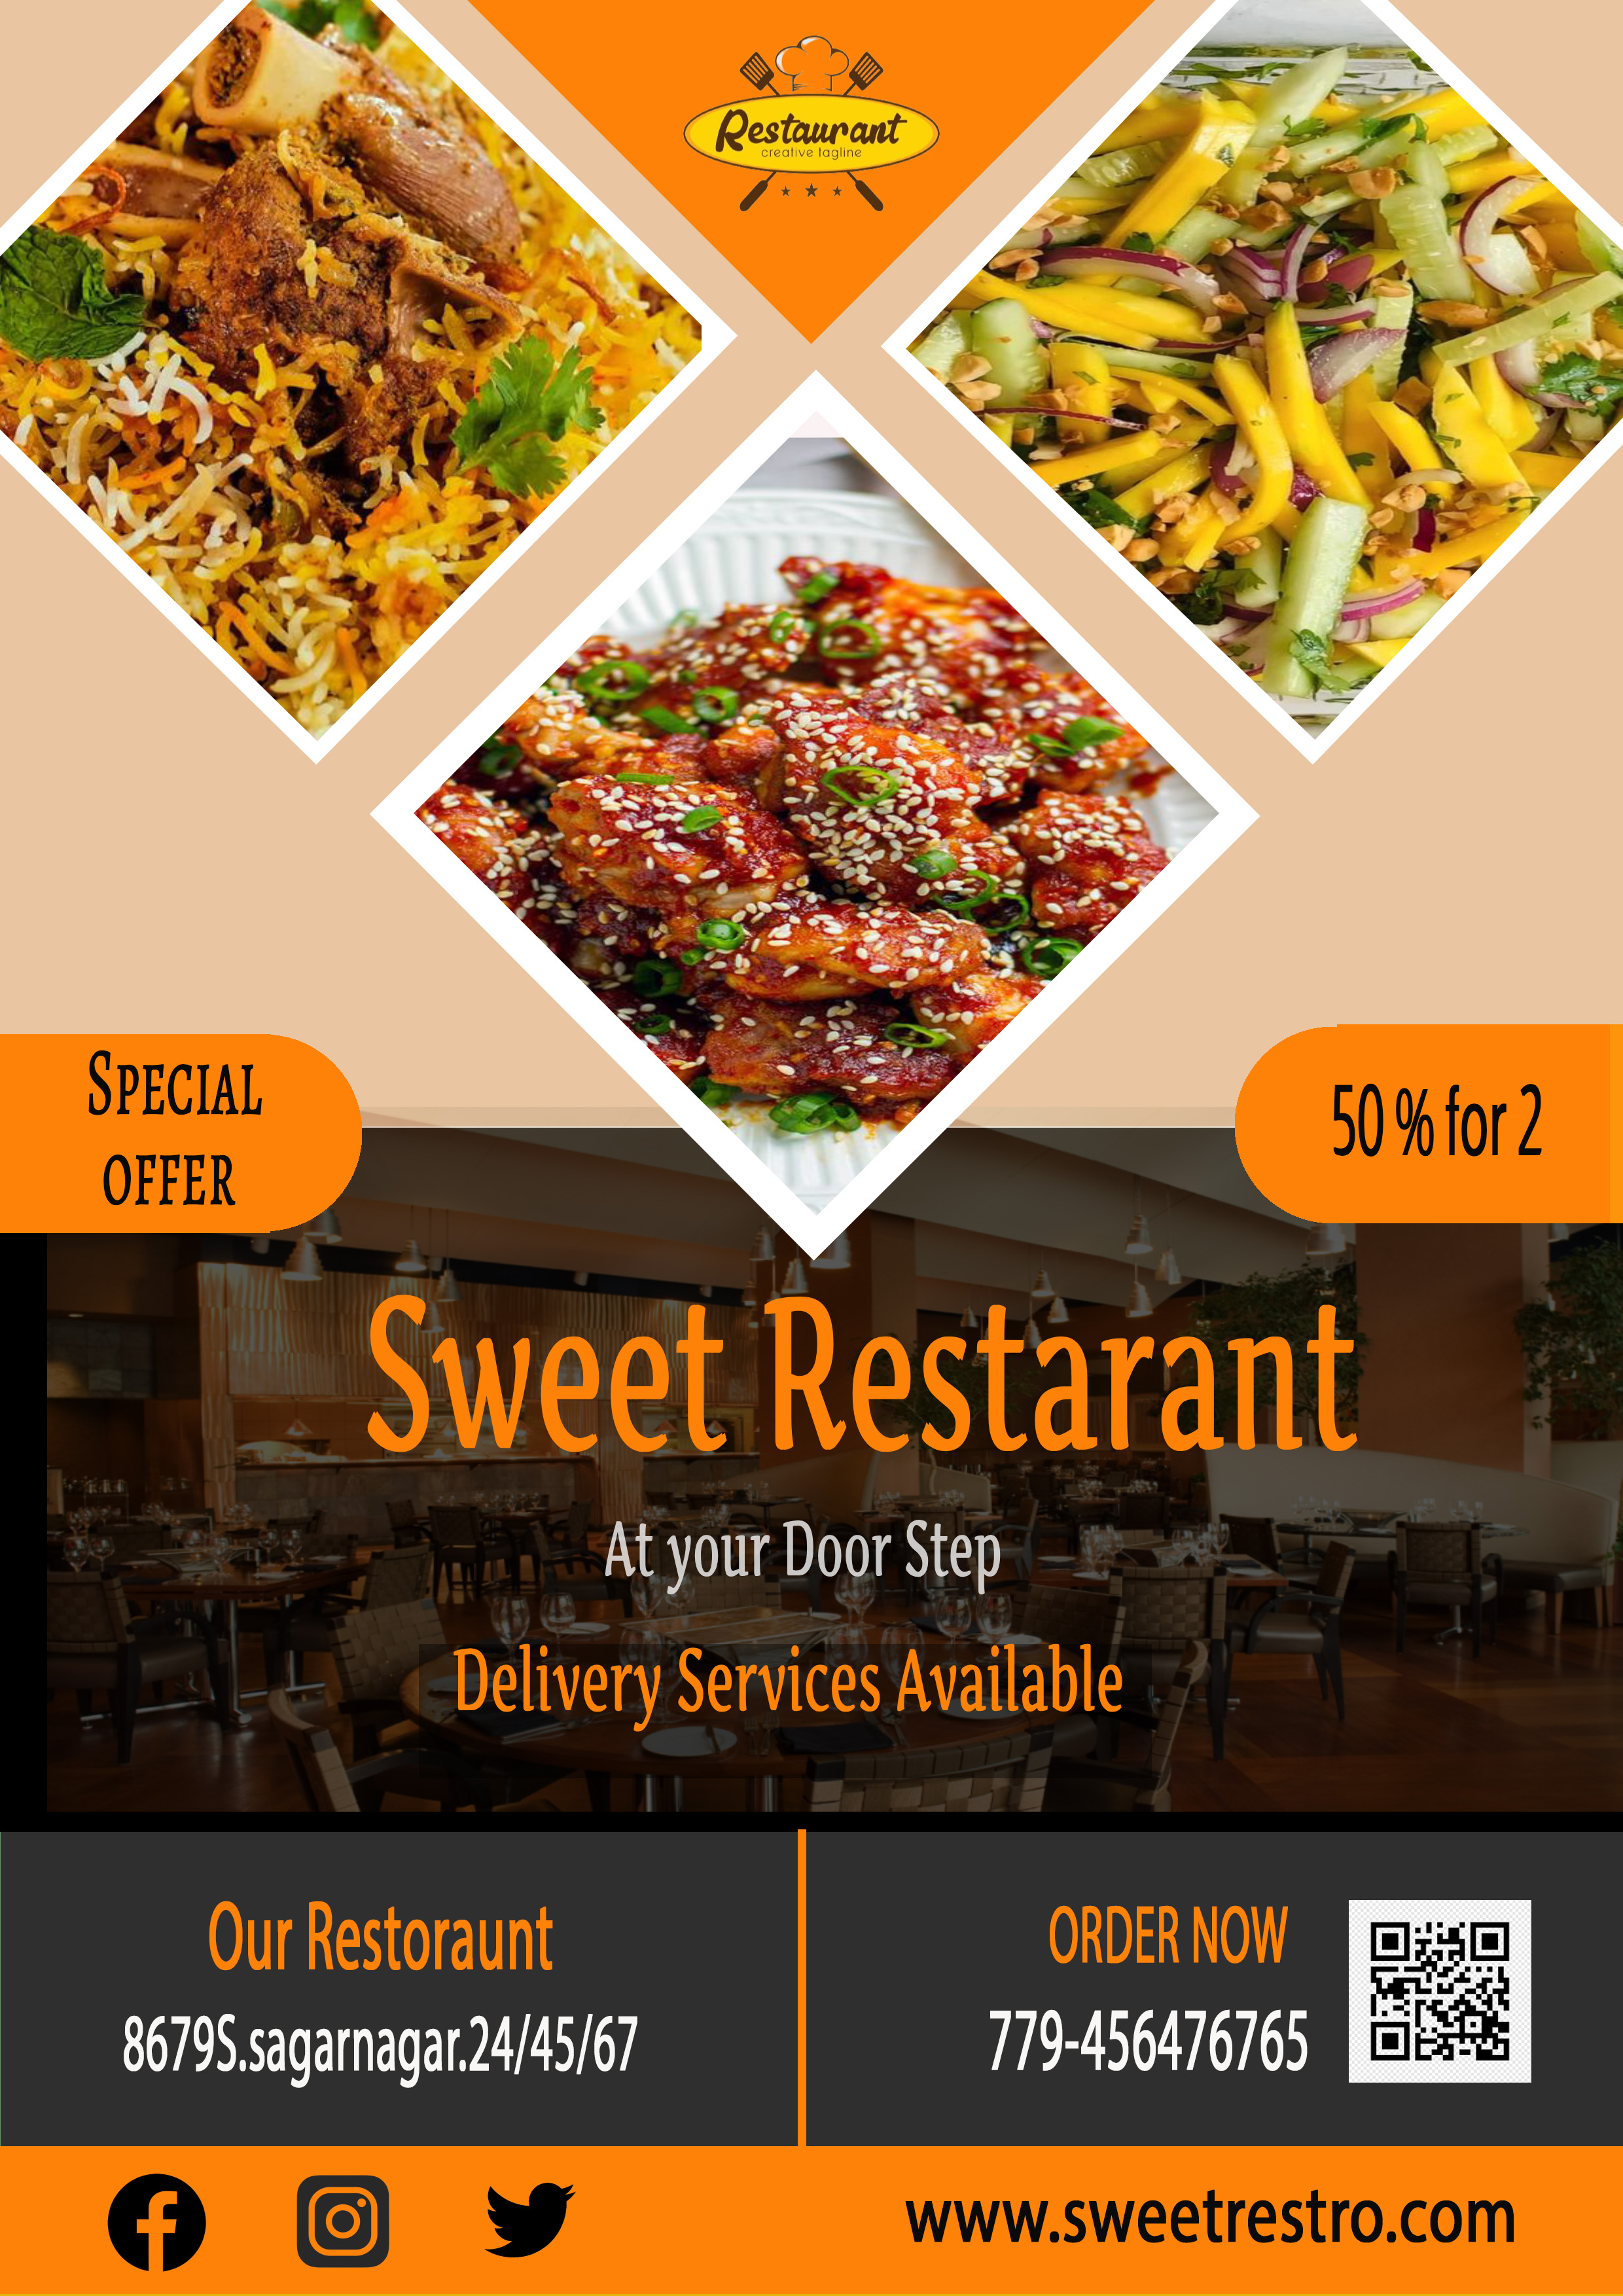 Restaurant
creative tagline
SPECIAL
OFFER
50 % for 2
Sweet Restarant
At your Door Step
Delivery Services Available
Our Restoraunt
8679S.sagarnagar.24/45/67
ORDER NOW
779-456476765
www.sweetrestro.com